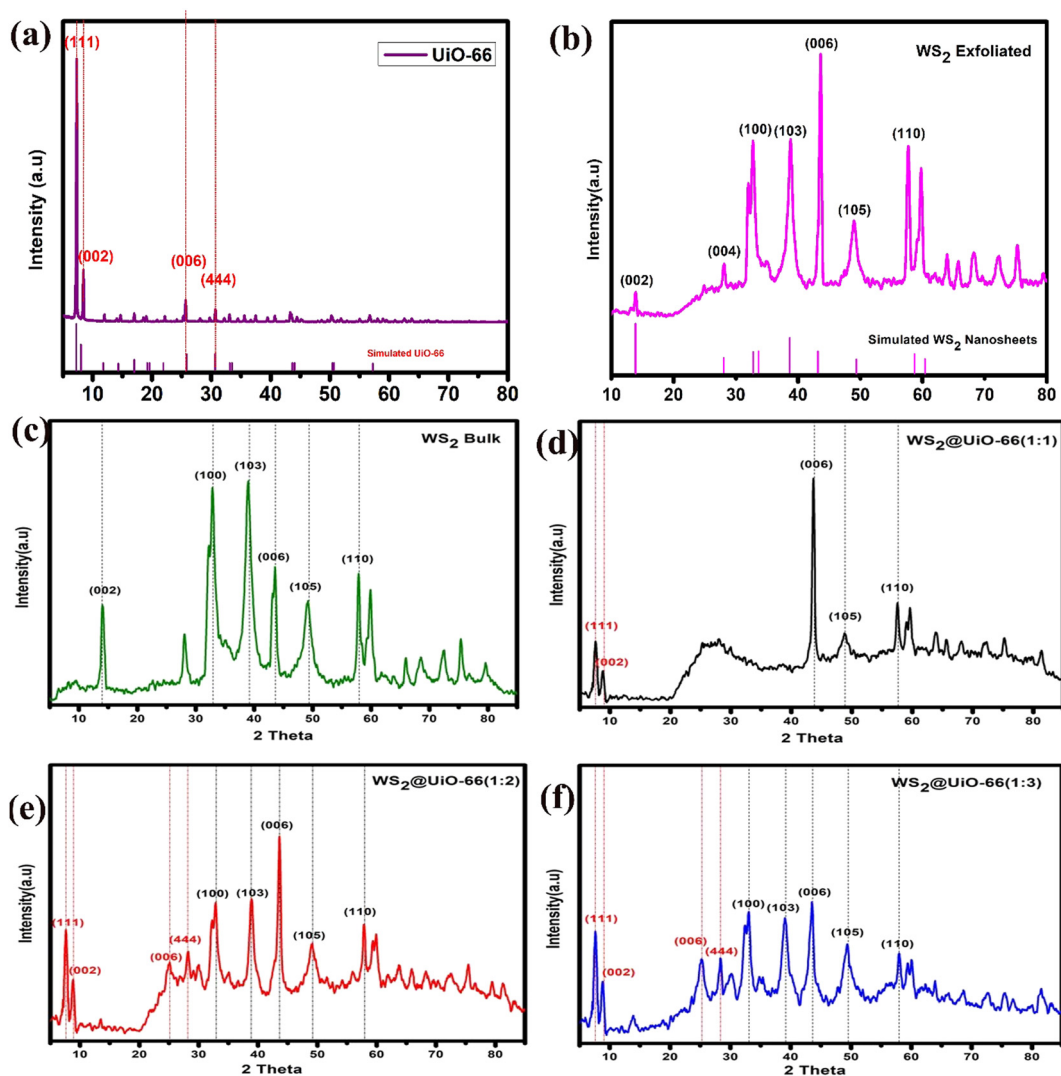 (a)
(111)
UiO-66
(002)
(006)
(444)
Simulated UiO-66
Intensity (a.u)
10 20 30 40 50 60 70 80
(b)
WS2 Exfoliated
(006)
(100)
(103)
(110)
(105)
(004)
(002)
Simulated WS2 Nanosheets
Intensity(a.u)
10 20 30 40 50 60 70 80
(c)
WS2 Bulk
(103)
(100)
(006)
(002)
(105)
(110)
Intensity(a.u)
10 20 30 40 50 60 70 80
2 Theta
(d)
WS2@UiO-66(1:1)
(006)
(110)
(105)
(111)
(002)
Intensity(a.u)
10 20 30 40 50 60 70 80
2 Theta
(e)
WS2@UiO-66(1:2)
(006)
(100)
(103)
(110)
(105)
(111)
(444)
(006)
(002)
Intensity(a.u)
10 20 30 40 50 60 70 80
2 Theta
(f)
WS2@UiO-66(1:3)
(006)
(100)
(103)
(111)
(105)
(006)
(444)
(110)
(002)
Intensity(a.u)
10 20 30 40 50 60 70 80
2 Theta